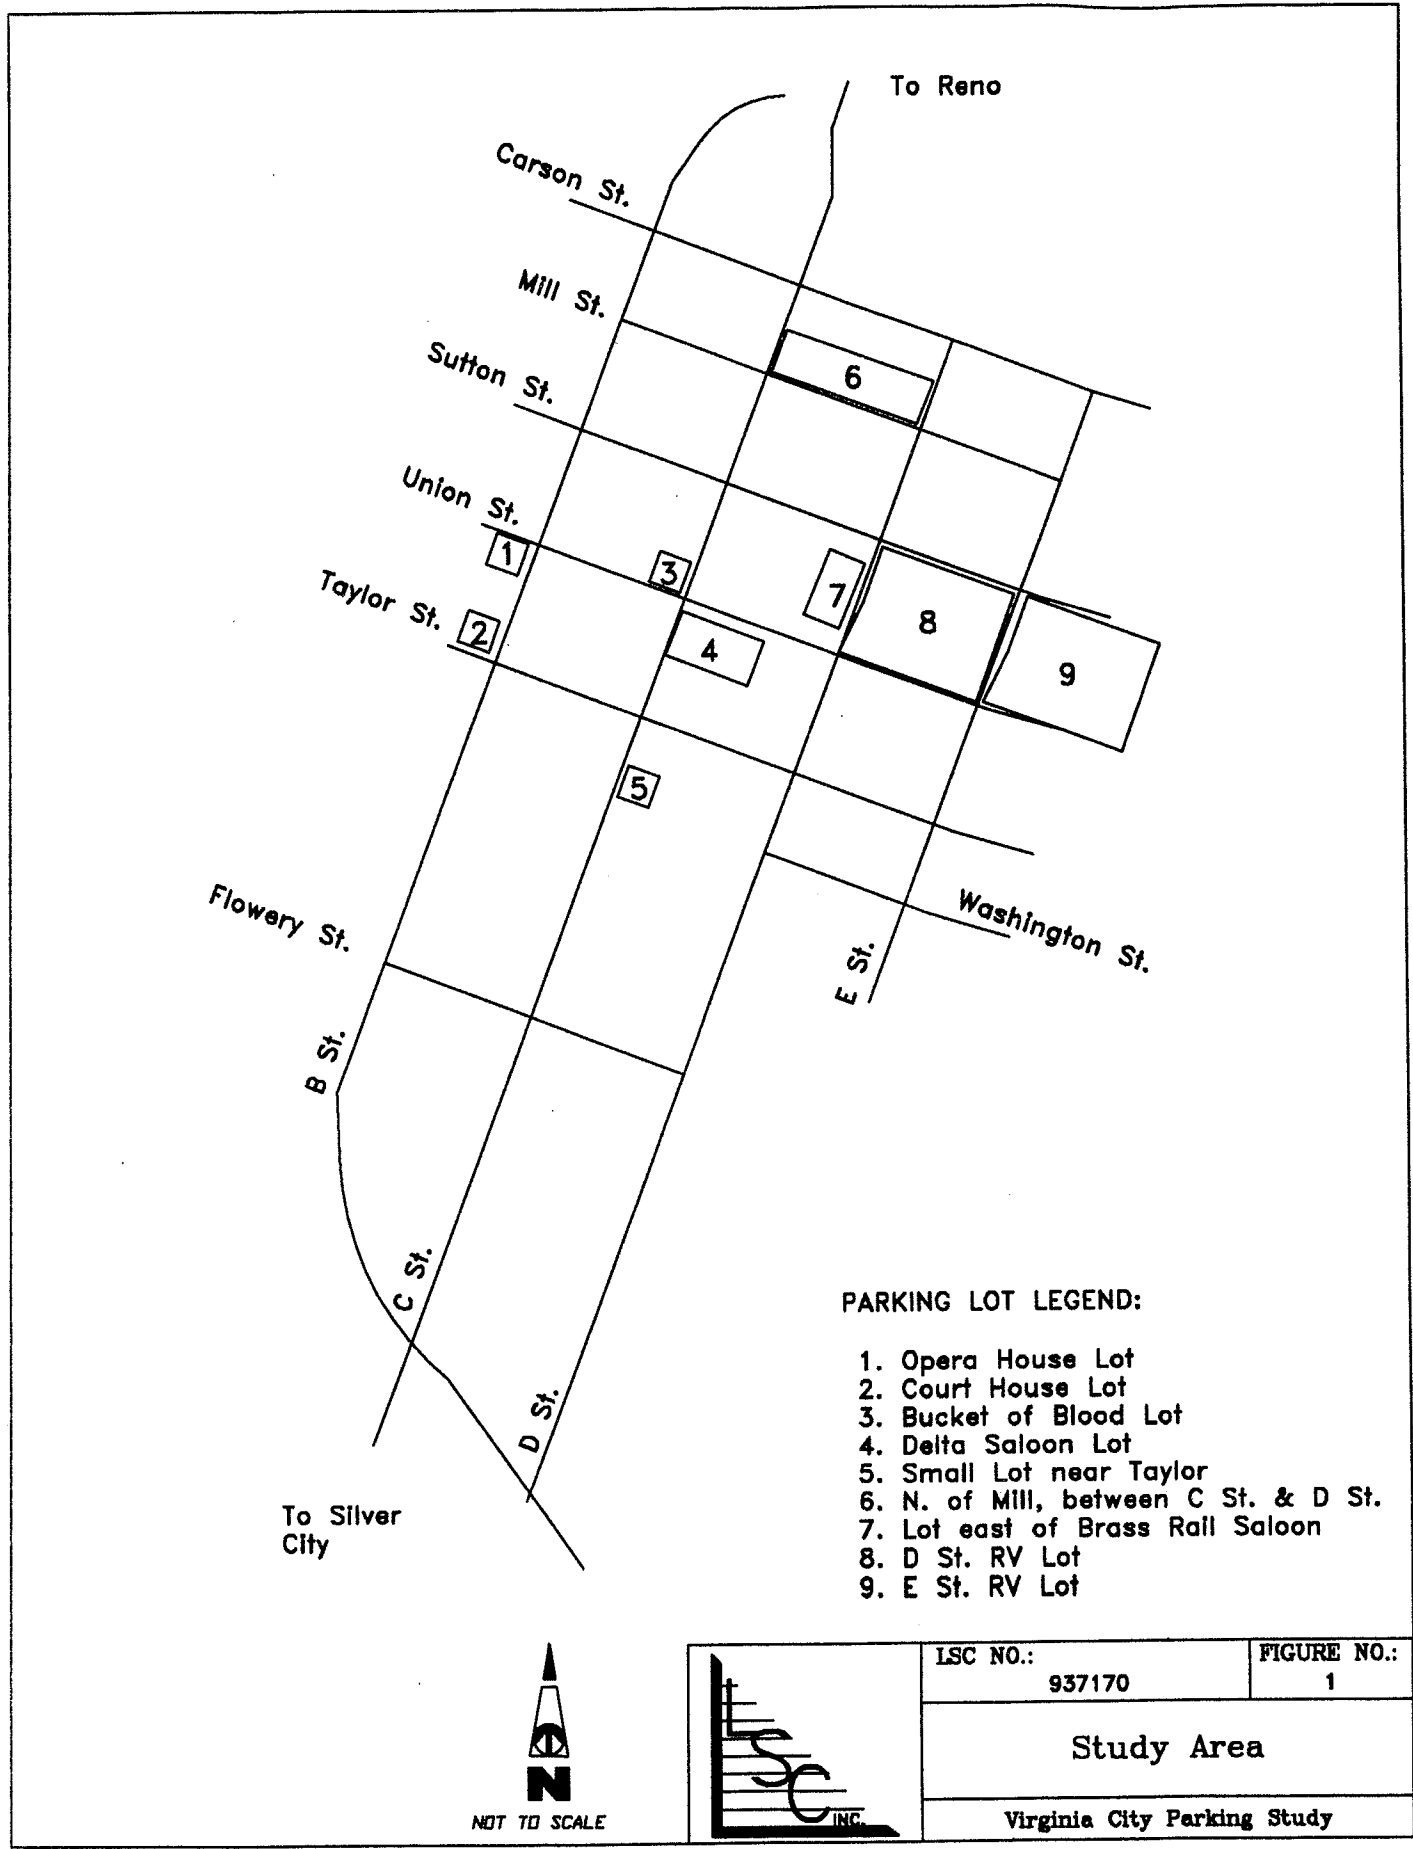 To Reno
Carson St.
Mill St.
Sutton St.
Union St.
Taylor St.
1
2
3
4
5
6
7
8
9
Flowery St.
Washington St.
E St.
B St.
C St.
D St.
To Silver
City
PARKING LOT LEGEND:
1. Opera House Lot
2. Court House Lot
3. Bucket of Blood Lot
4. Delta Saloon Lot
5. Small Lot near Taylor
6. N. of Mill, between C St. & D St.
7. Lot east of Brass Rail Saloon
8. D St. RV Lot
9. E St. RV Lot
N
NOT TO SCALE
LSC
INC.
LSC NO.:
937170
FIGURE NO.:
1
Study Area
Virginia City Parking Study